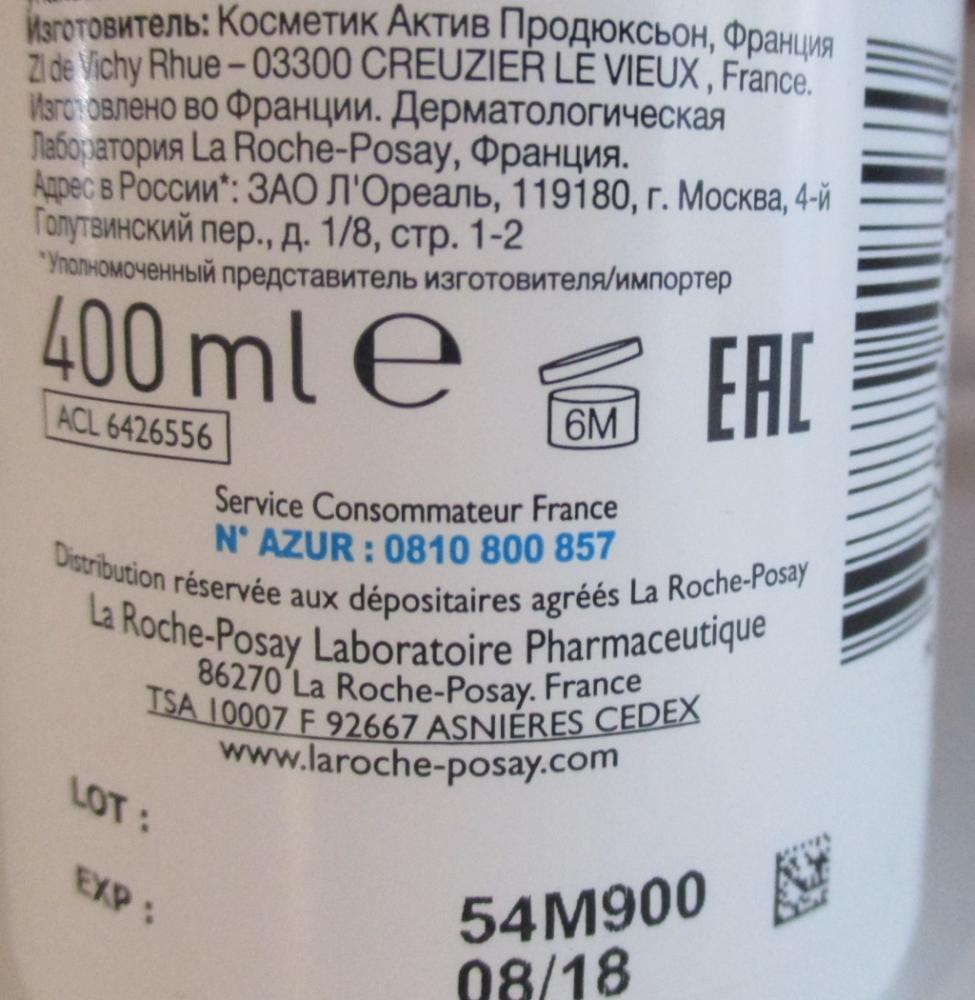 Изготовитель: Косметик Актив Продюксьон, Франция
ZI de Vichy Rhue – 03300 CREUZIER LE VIEUX, France.
Изготовлено во Франции. Дерматологическая
Лаборатория La Roche-Posay, Франция.
Адрес в России*: ЗАО Л'Ореаль, 119180, г. Москва, 4-й
Голутвинский пер., д. 1/8, стр. 1-2
*Уполномоченный представитель изготовителя/импортер
400 ml e
6M
EAC
ACL 6426556
Service Consommateur France
N° AZUR : 0810 800 857
Distribution réservée aux dépositaires agréés La Roche-Posay
La Roche-Posay Laboratoire Pharmaceutique
86270 La Roche-Posay. France
TSA 10007 F 92667 ASNIERES CEDEX
www.laroche-posay.com
LOT :
EXP :
54M900
08/18